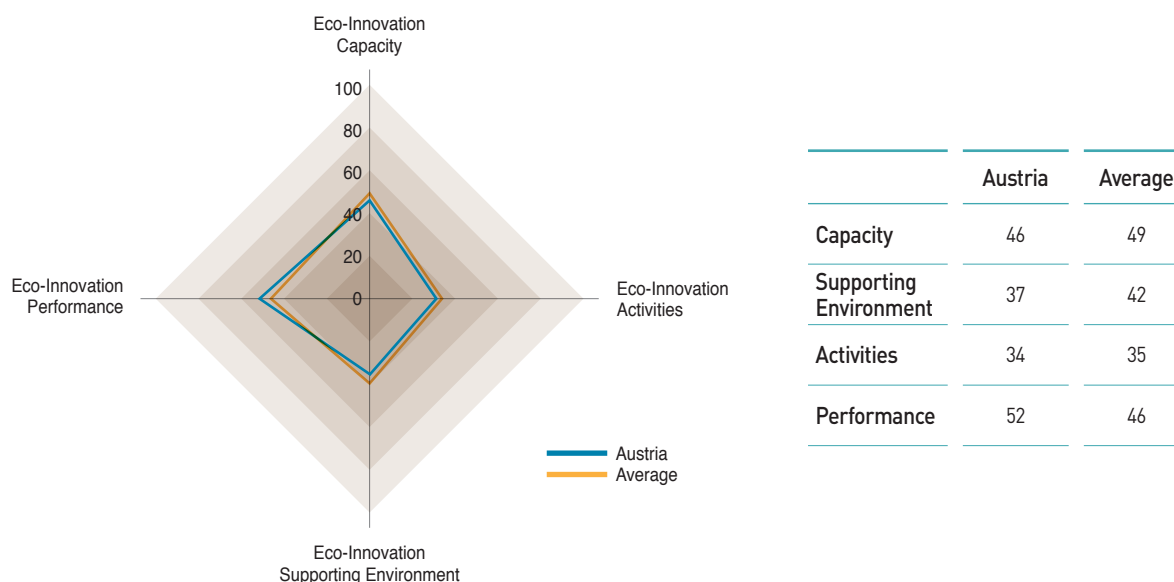 Eco-Innovation
Capacity
100
80
60
40
20
0
Eco-Innovation
Performance
Eco-Innovation
Activities
Austria
Average
Eco-Innovation
Supporting Environment
Austria Average
Capacity 46 49
Supporting
Environment 37 42
Activities 34 35
Performance 52 46